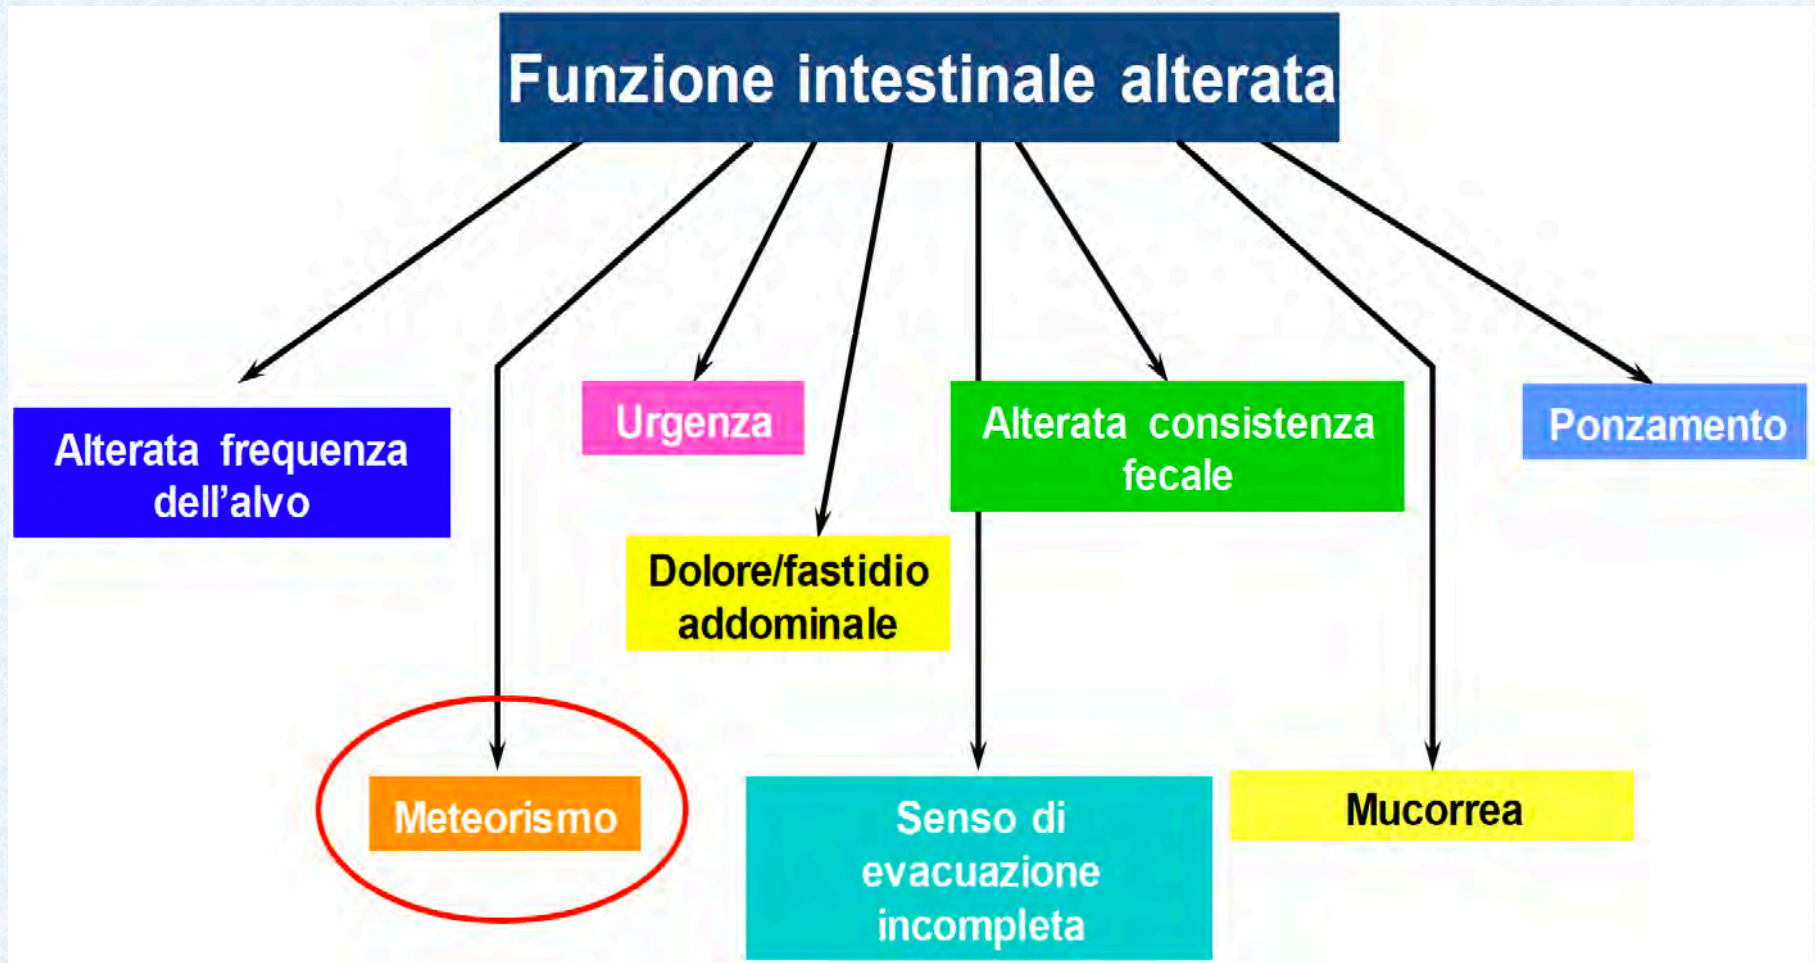 Funzione intestinale alterata
Alterata frequenza
dell'alvo
Urgenza
Alterata consistenza
fecale
Ponzamento
Dolore/fastidio
addominale
Meteorismo
Senso di
evacuazione
incompleta
Mucorrea